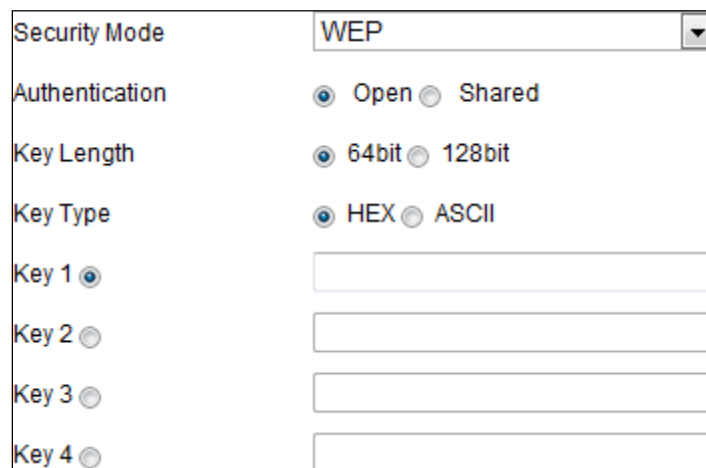 Security Mode WEP
Authentication Open Shared
Key Length 64bit 128bit
Key Type HEX ASCII
Key 1
Key 2
Key 3
Key 4